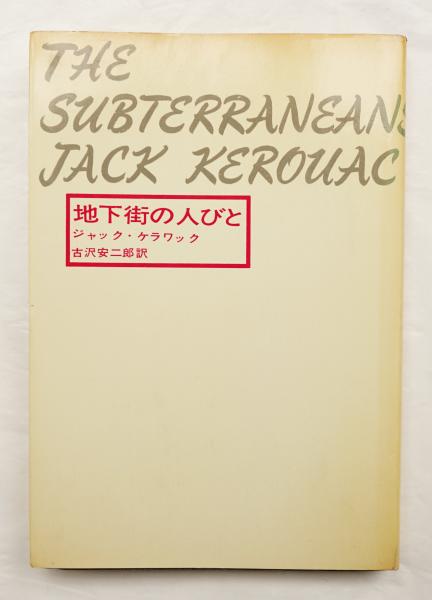 THE
SUBTERRANEANS
JACK KEROUAC
地下街の人びと
ジャック・ケラワック
古沢安二郎訳